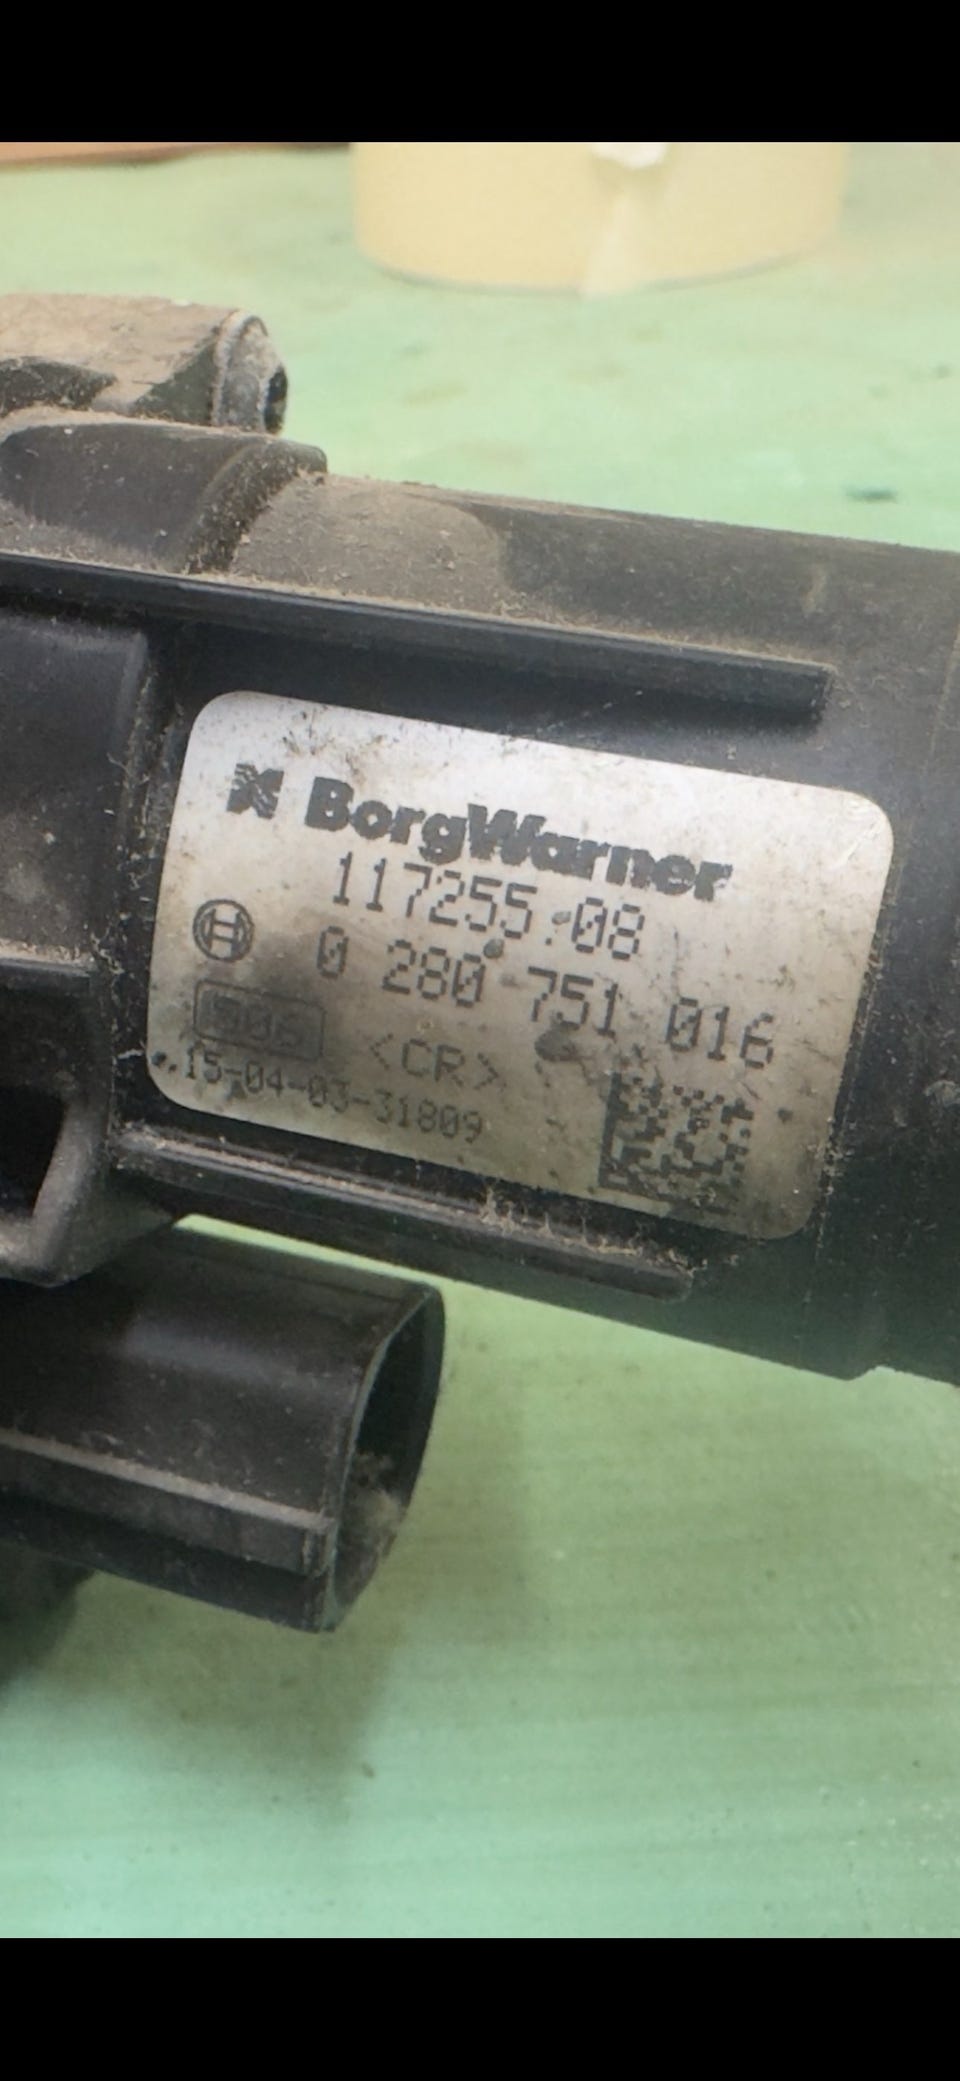 BorgWarner
117255.08
0 280 751 016
<CR>
15-04-03-31809